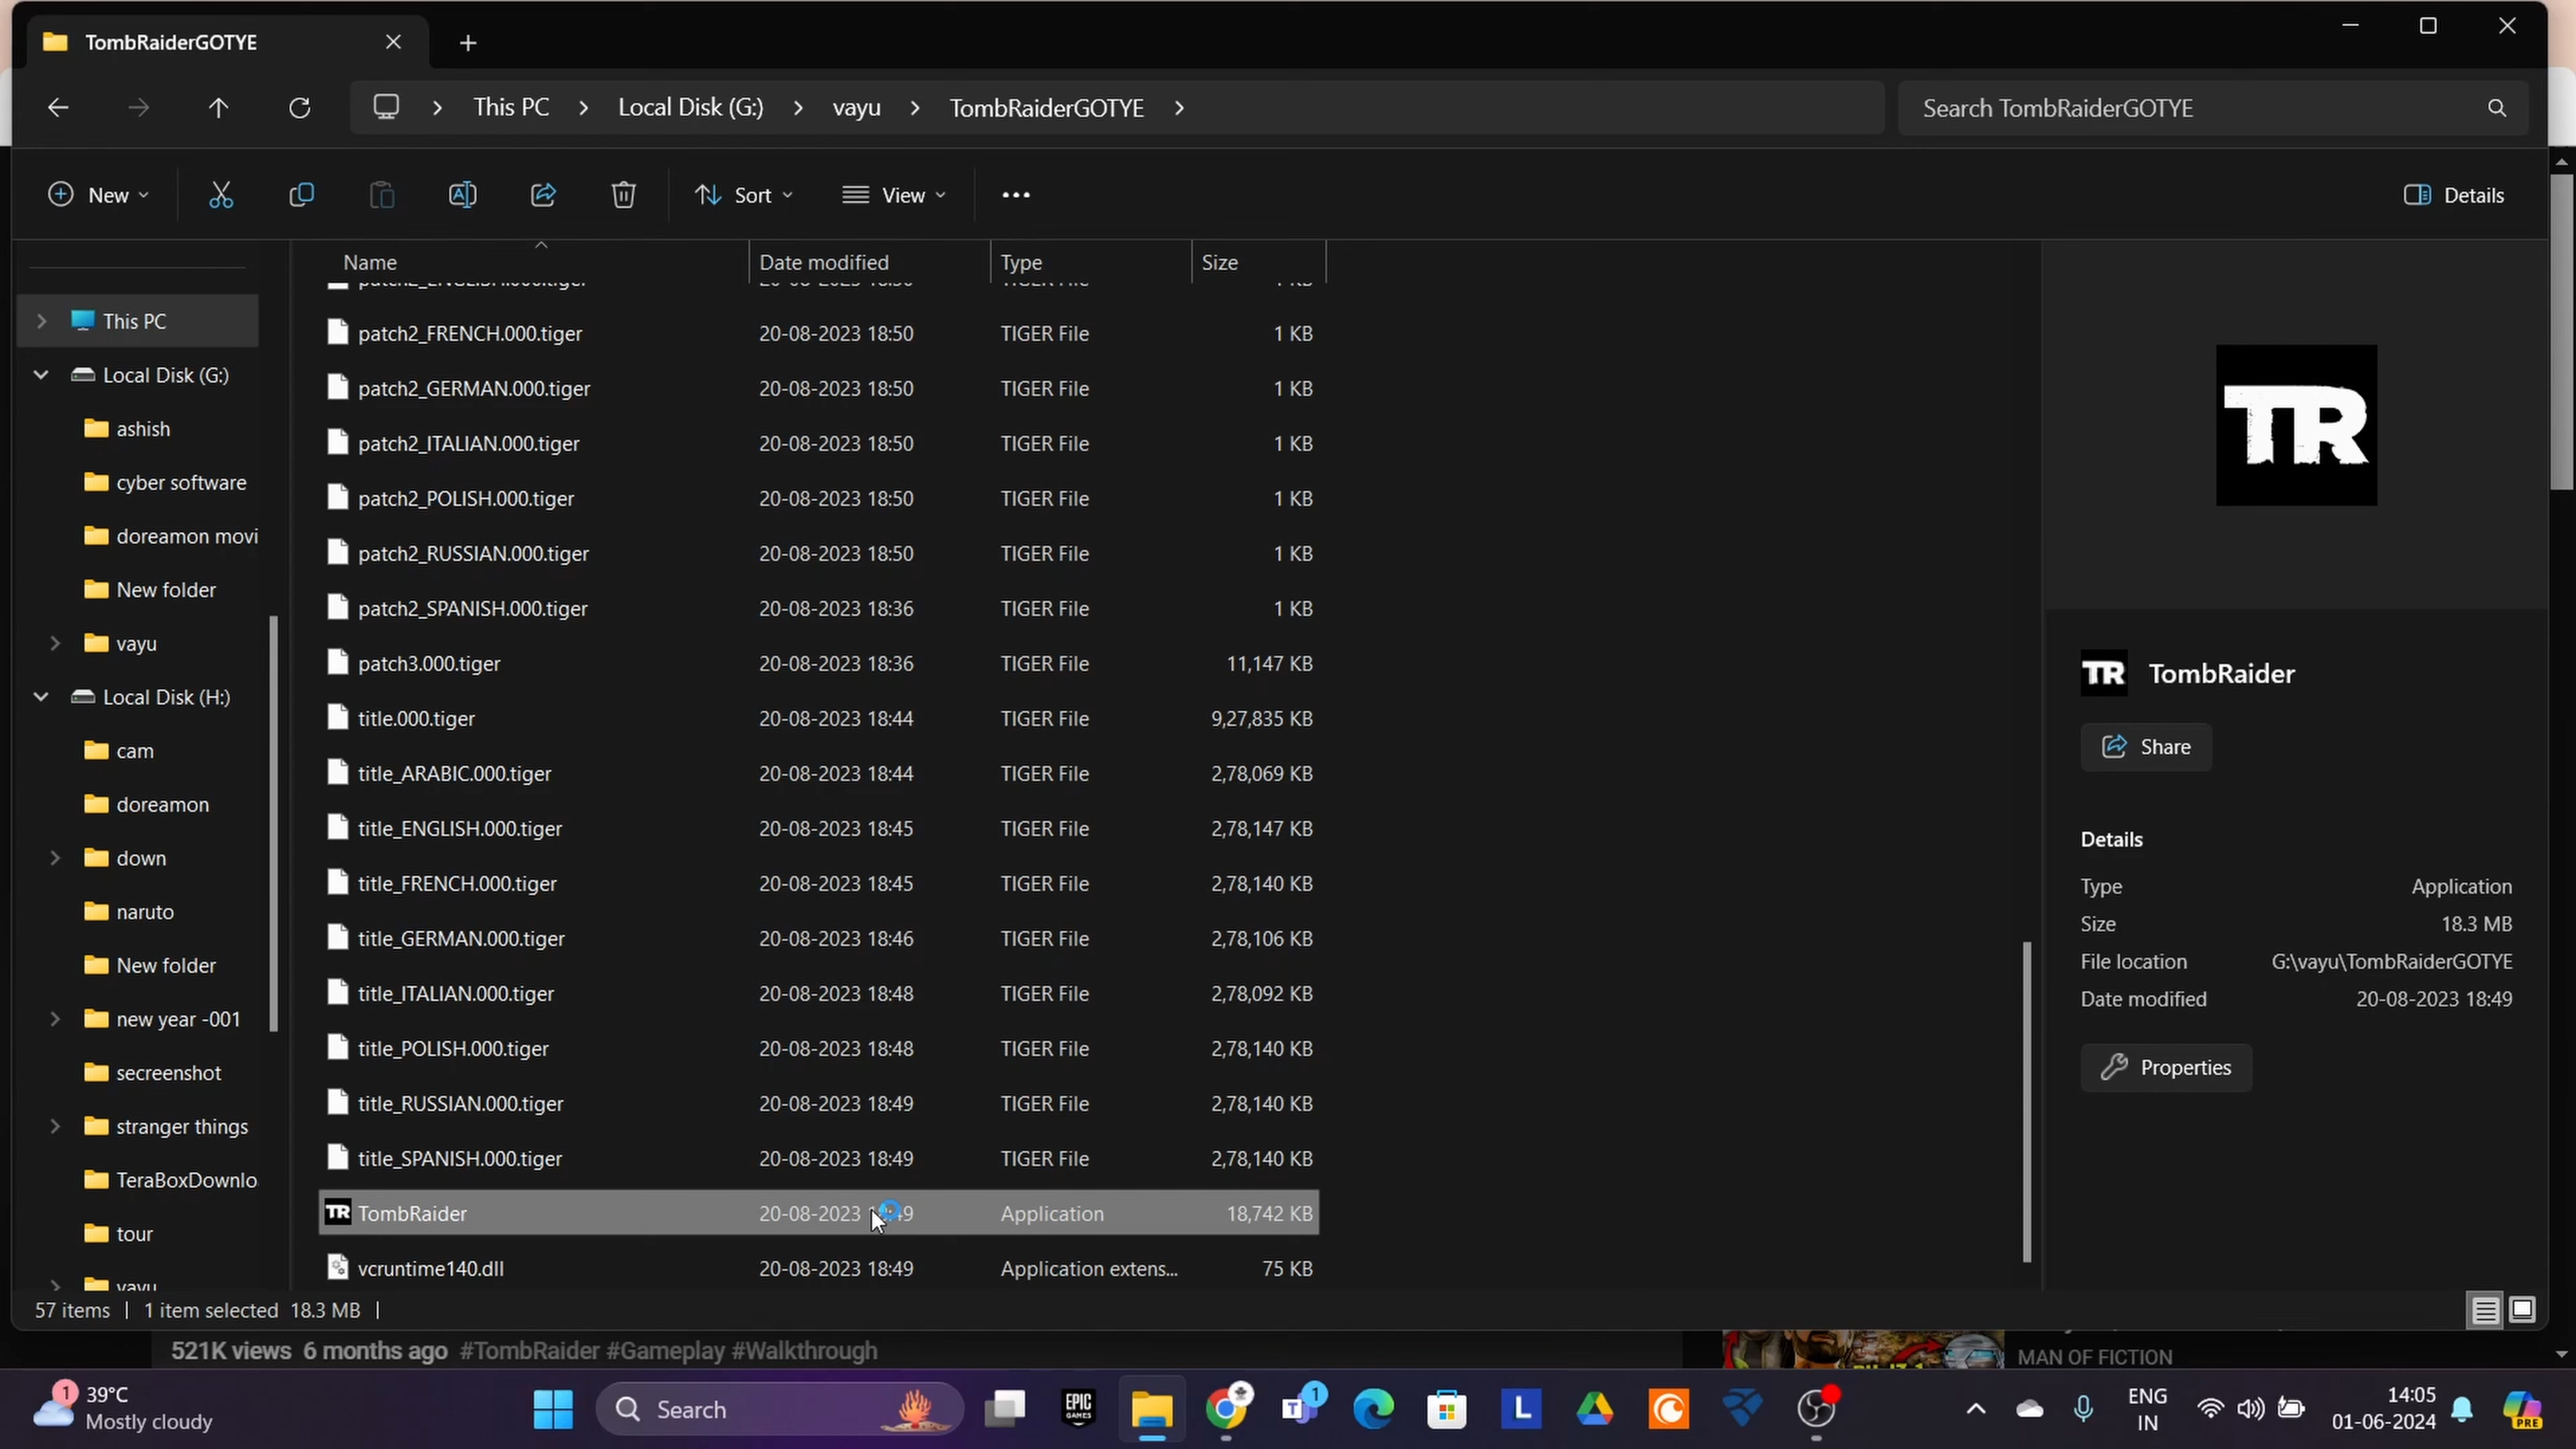 TombRaiderGOTYE
This PC > Local Disk (G:) > vayu > TombRaiderGOTYE >
Search TombRaiderGOTYE
New
Sort
View
Details
Name Date modified Type Size
patch2_FRENCH.000.tiger 20-08-2023 18:50 TIGER File 1 KB
patch2_GERMAN.000.tiger 20-08-2023 18:50 TIGER File 1 KB
patch2_ITALIAN.000.tiger 20-08-2023 18:50 TIGER File 1 KB
patch2_POLISH.000.tiger 20-08-2023 18:50 TIGER File 1 KB
patch2_RUSSIAN.000.tiger 20-08-2023 18:50 TIGER File 1 KB
patch2_SPANISH.000.tiger 20-08-2023 18:36 TIGER File 1 KB
patch3.000.tiger 20-08-2023 18:36 TIGER File 11,147 KB
title.000.tiger 20-08-2023 18:44 TIGER File 9,27,835 KB
title_ARABIC.000.tiger 20-08-2023 18:44 TIGER File 2,78,069 KB
title_ENGLISH.000.tiger 20-08-2023 18:45 TIGER File 2,78,147 KB
title_FRENCH.000.tiger 20-08-2023 18:45 TIGER File 2,78,140 KB
title_GERMAN.000.tiger 20-08-2023 18:46 TIGER File 2,78,106 KB
title_ITALIAN.000.tiger 20-08-2023 18:48 TIGER File 2,78,092 KB
title_POLISH.000.tiger 20-08-2023 18:48 TIGER File 2,78,140 KB
title_RUSSIAN.000.tiger 20-08-2023 18:49 TIGER File 2,78,140 KB
title_SPANISH.000.tiger 20-08-2023 18:49 TIGER File 2,78,140 KB
TR TombRaider 20-08-2023 Application 18,742 KB
vcruntime140.dll 20-08-2023 18:49 Application extens... 75 KB
This PC
Local Disk (G:)
ashish
cyber software
doreamon movi
New folder
vayu
Local Disk (H:)
cam
doreamon
down
naruto
New folder
new year -001
secreenshot
stranger things
TeraBoxDownlo
tour
vayu
TR
TR TombRaider
Share
Details
Type Application
Size 18.3 MB
File location G:\vayu\TombRaiderGOTYE
Date modified 20-08-2023 18:49
Properties
57 items | 1 item selected 18.3 MB |
521K views 6 months ago #TombRaider #Gameplay #Walkthrough
MAN OF FICTION
1
39°C
Mostly cloudy
Search
EPIC
GAMES
T
1
L
ENG
IN
14:05
01-06-2024
PRE